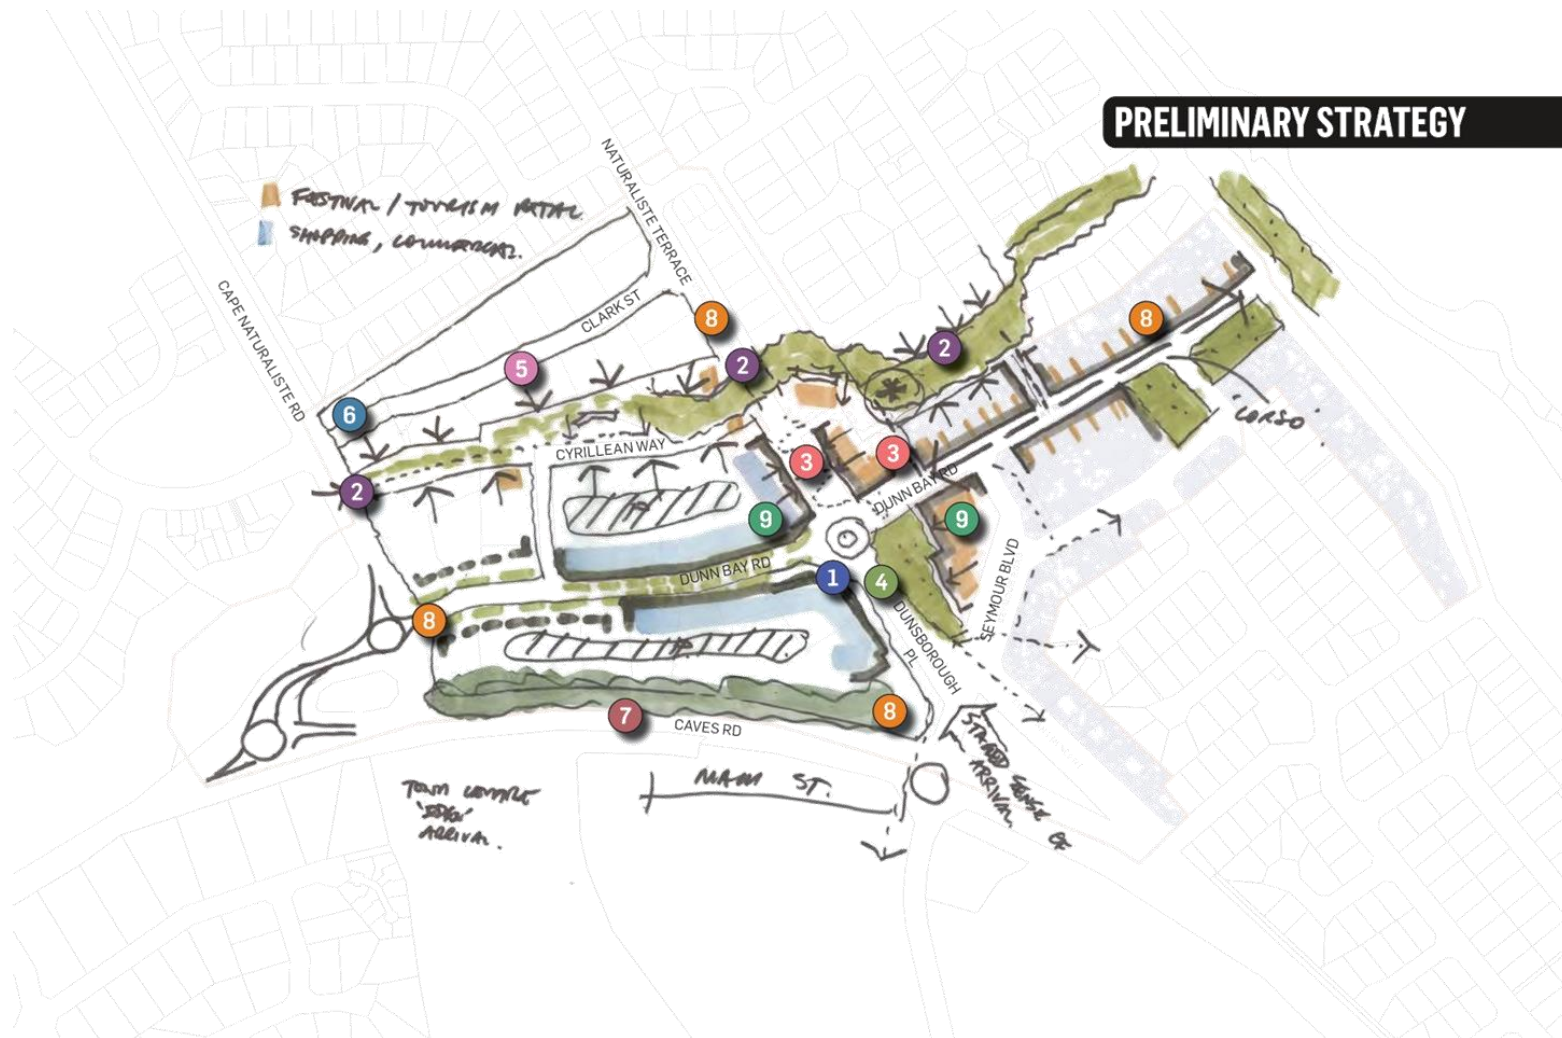 PRELIMINARY STRATEGY
FESTIVAL / TOURISM RETAIL
SHOPPING, COMMERCIAL.
NATURALISTE TERRACE
CAPE NATURALISTE RD
CLARK ST
8
8
2
2
5
6
'CORSO'.
CYRILLEAN WAY
3
3
2
DUNN BAY RD
9
9
DUNN BAY RD
1
4
SEYMOUR BLVD
8
DUNSBOROUGH
PL
7
8
CAVES RD
MAIN ST.
TOWN CENTRE
ARRIVAL.
SENSE OF
ARRIVAL